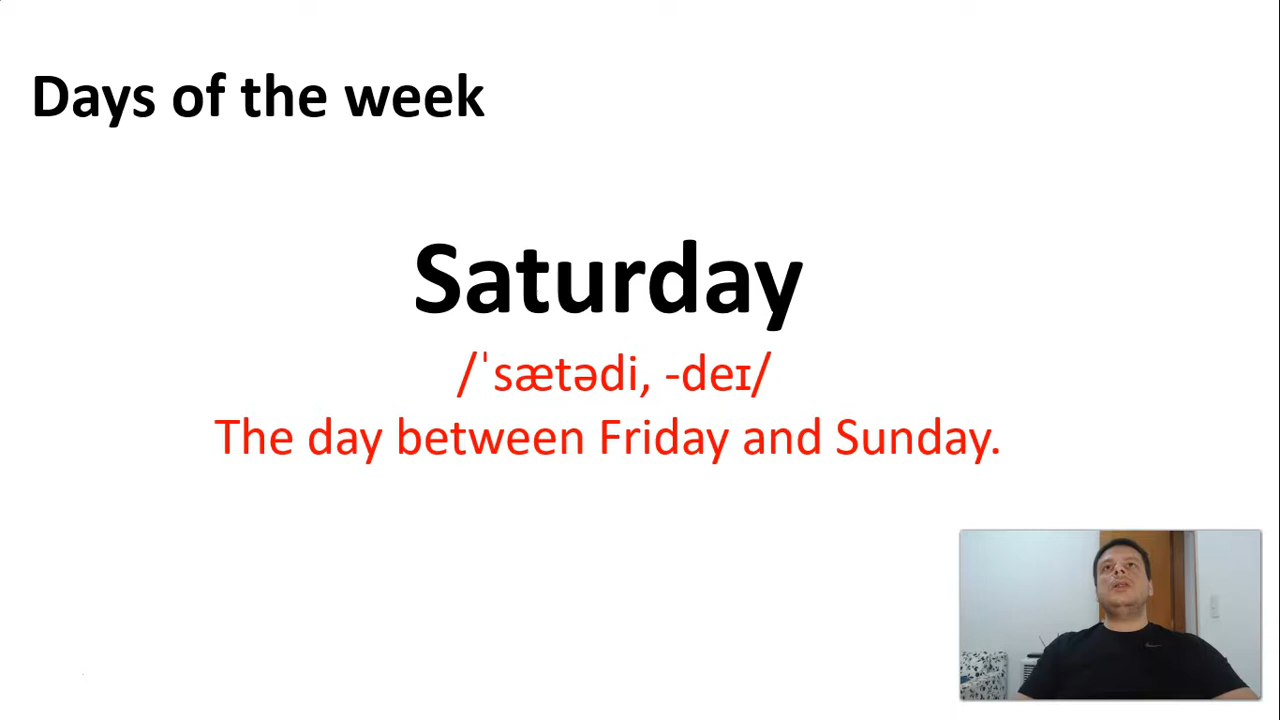 Days of the week
Saturday
/ˈsætədi, -deɪ/
The day between Friday and Sunday.